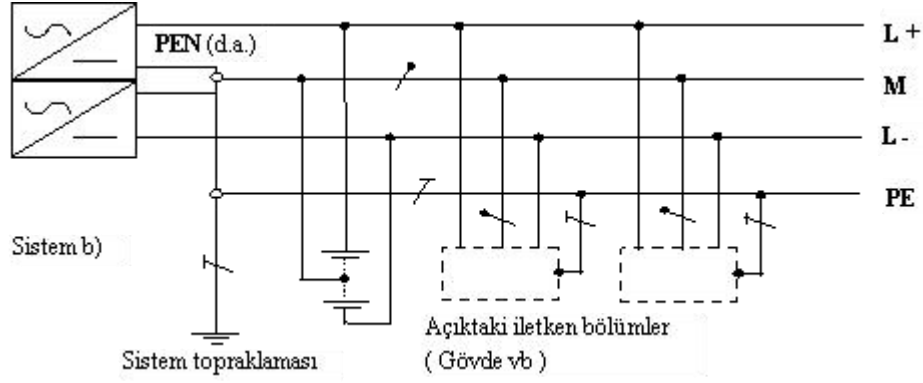 L +
PEN (d.a.)
M
L -
PE
Sistem b)
Açıktaki iletken bölümler
( Gövde vb )
Sistem topraklaması